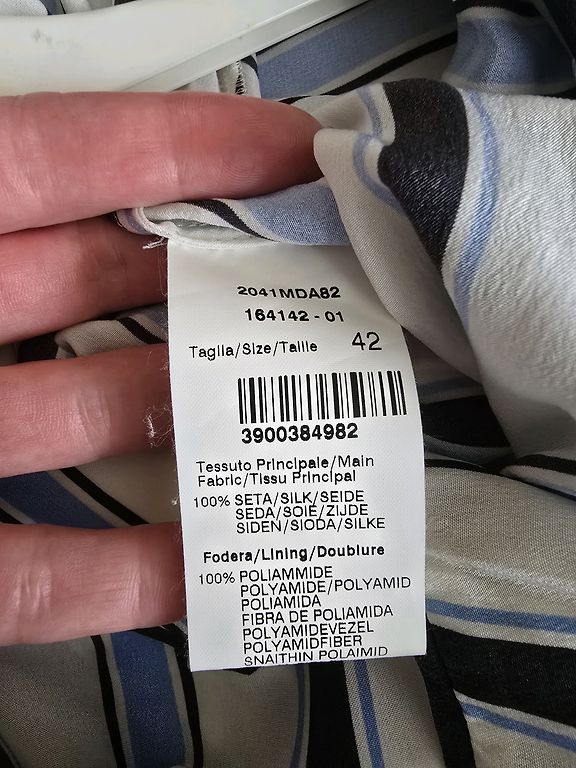 2041MDA82
164142-01
Taglia/Size/Taille 42
3900384982
Tessuto Principale/Main
Fabric/Tissu Principal
100% SETA/SILK/SEIDE
SEDA/SOIE/ZIJDE
SIDEN/SIODA/SILKE
Fodera/Lining/Doublure
100% POLIAMMIDE
POLYAMIDE/POLYAMID
POLIAMIDA
FIBRA DE POLIAMIDA
POLYAMIDEVEZEL
POLYAMIDFIBER
SNAITHIN POLAIMID